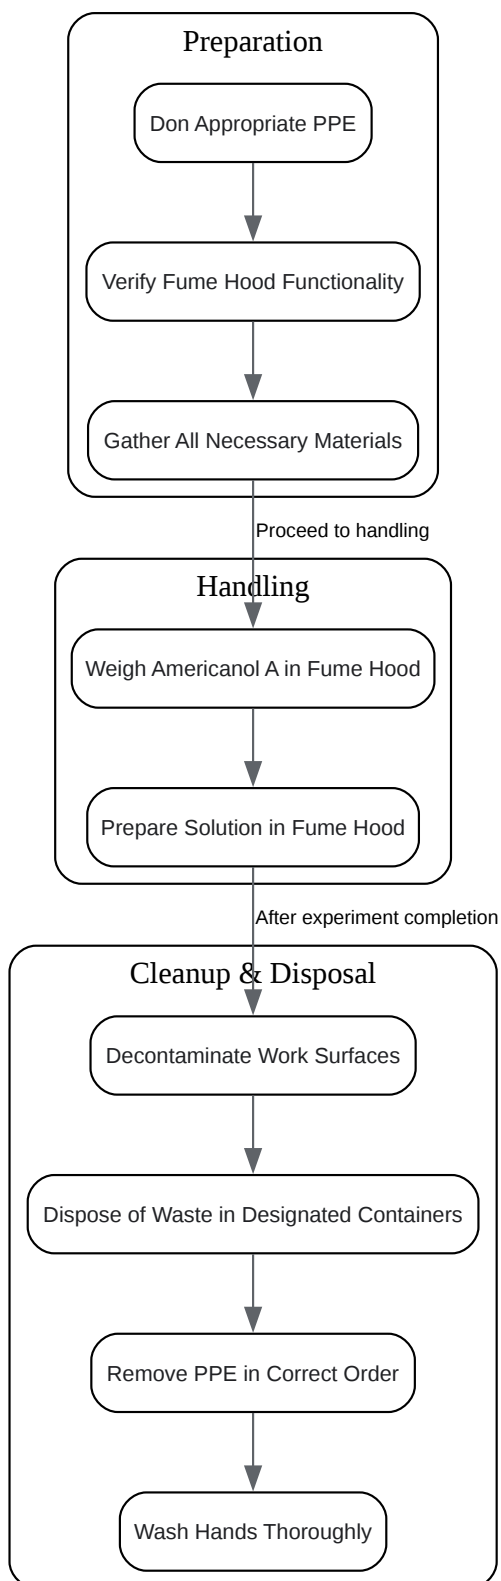 Preparation
Don Appropriate PPE
Verify Fume Hood Functionality
Gather All Necessary Materials
Proceed to handling
Handling
Weigh Americanol A in Fume Hood
Prepare Solution in Fume Hood
After experiment completion
Cleanup & Disposal
Decontaminate Work Surfaces
Dispose of Waste in Designated Containers
Remove PPE in Correct Order
Wash Hands Thoroughly